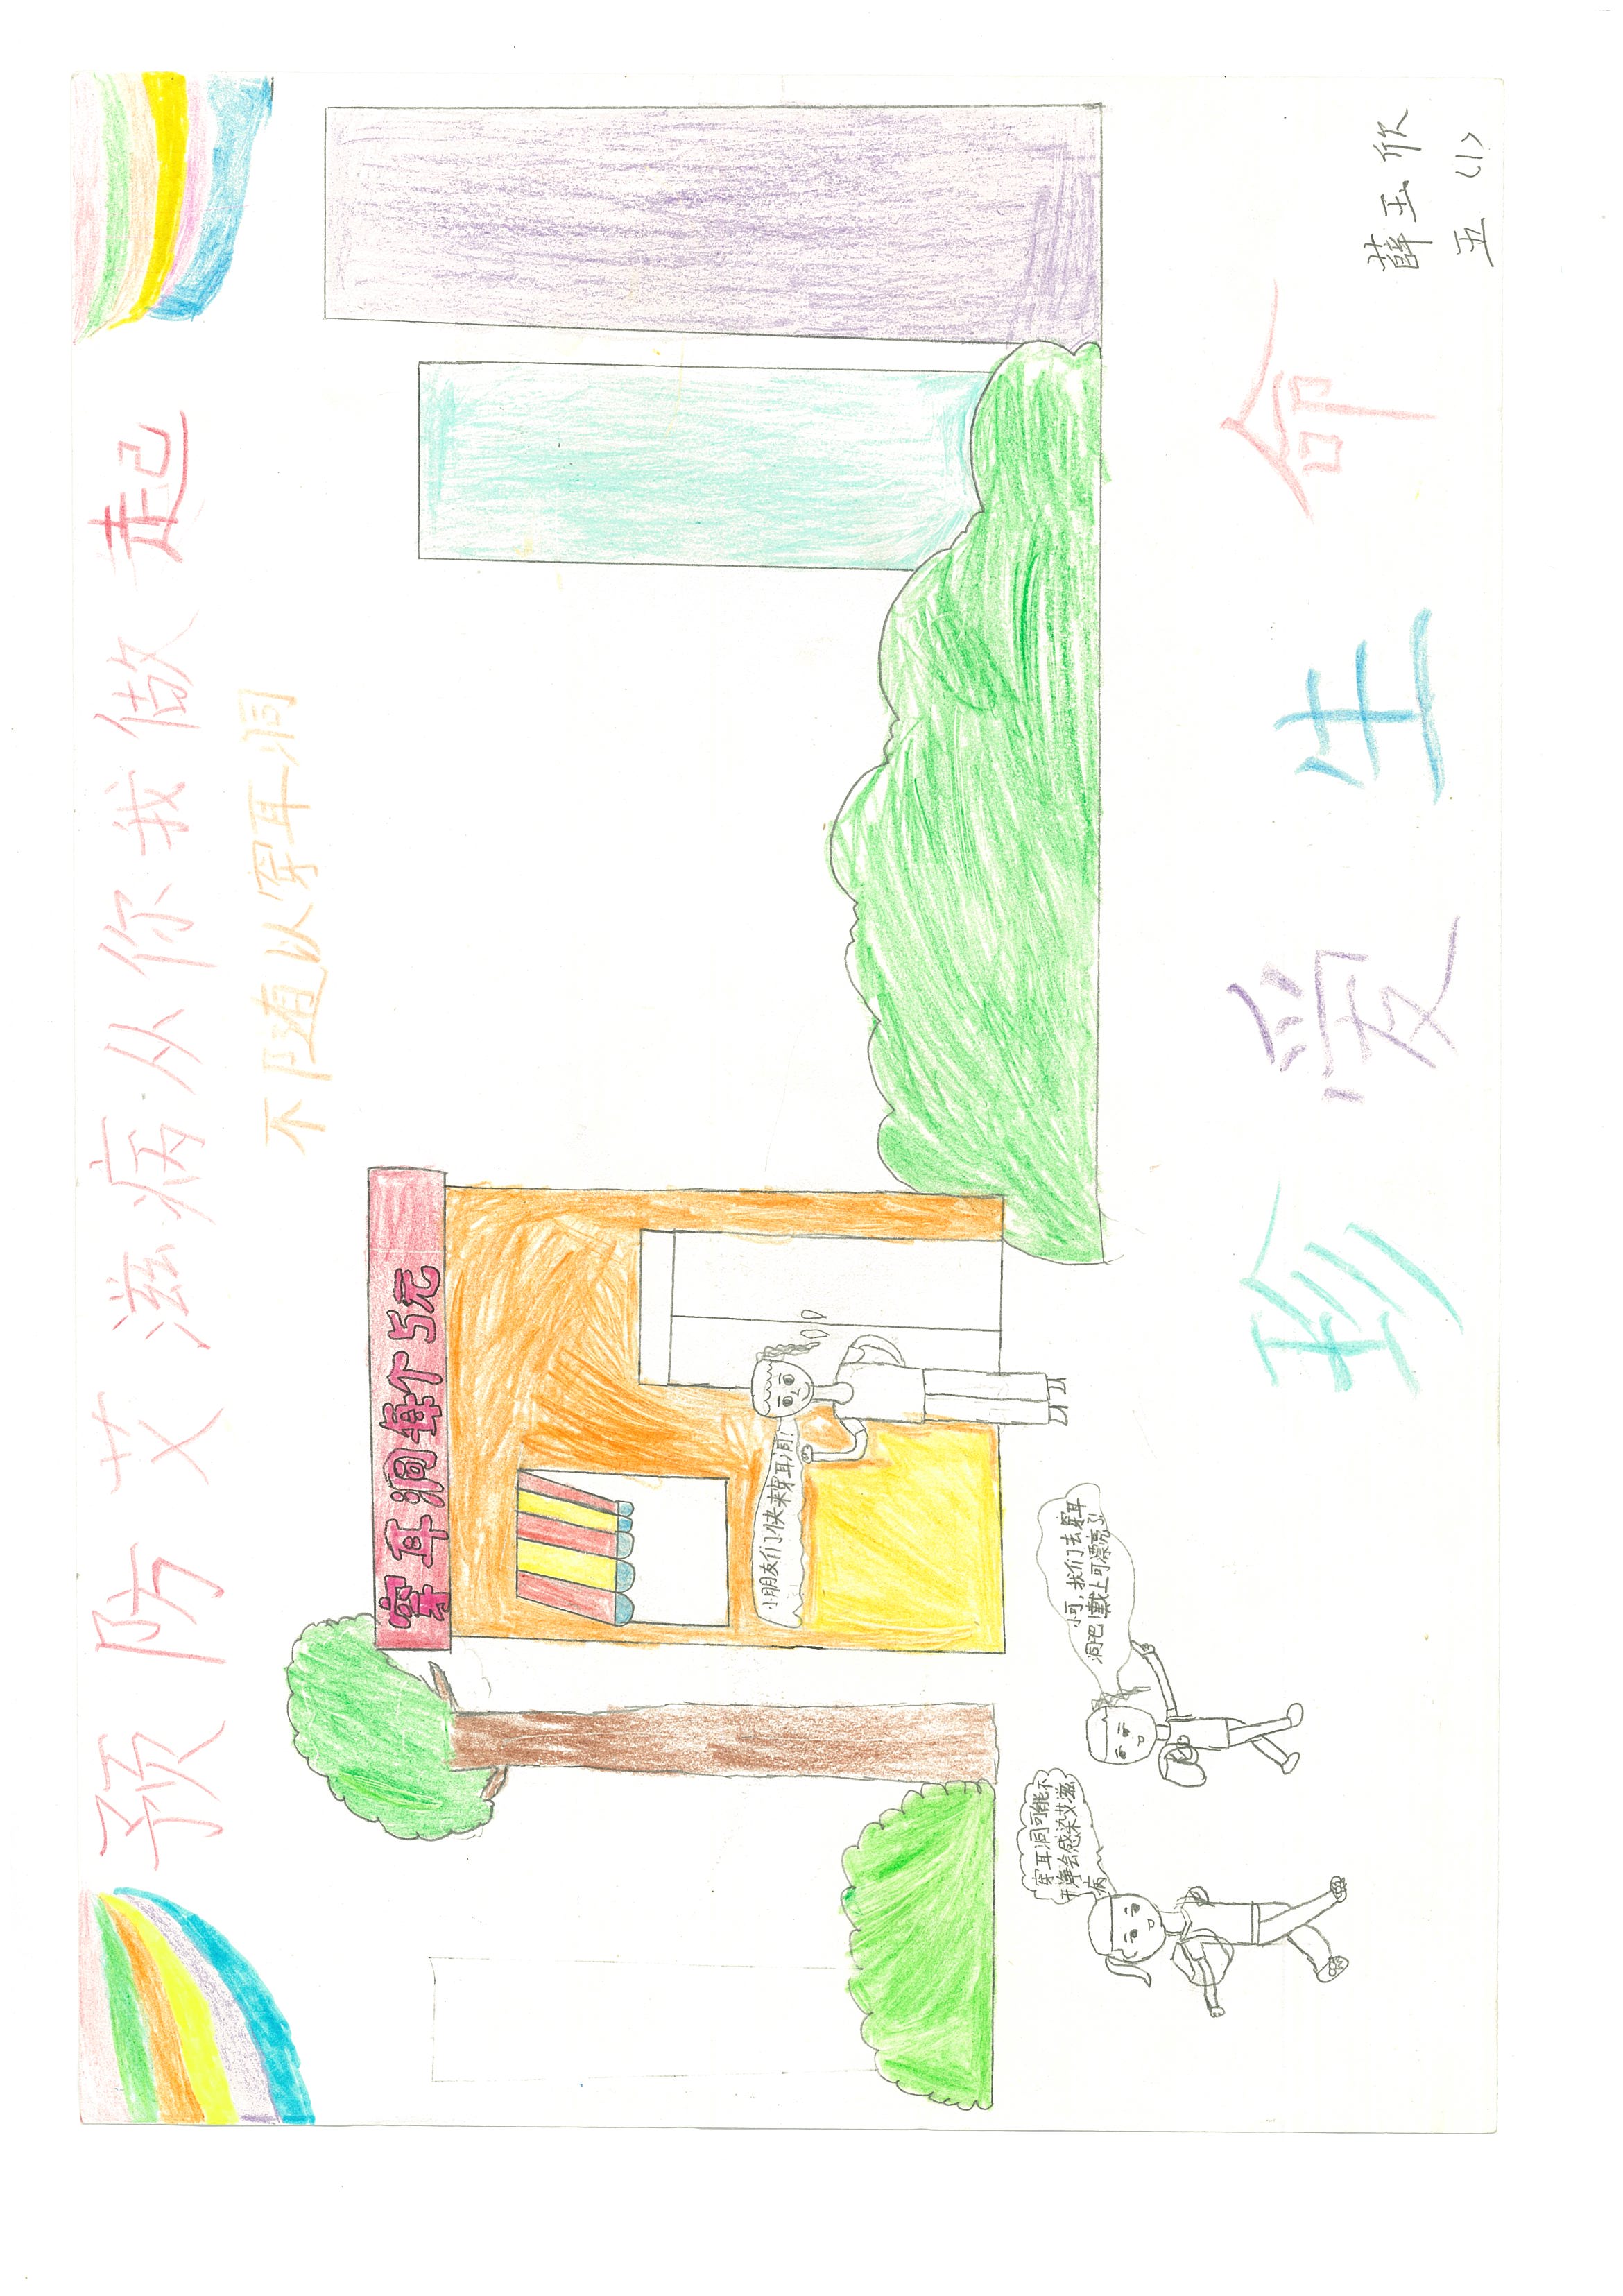 预防艾滋病.从你我做起
不随以穿耳洞
穿耳洞每个5元
小朋友们快来穿耳洞!
小可,我们去穿耳
洞吧!戴上可漂亮了!
穿耳洞可能不
干净会感染艾滋
病
珍爱生命
薛玉欣
五(1)